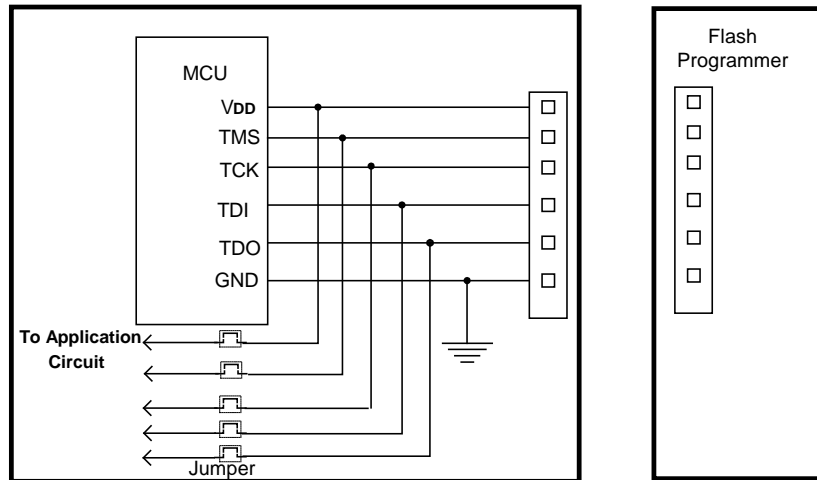 MCU
VDD
TMS
TCK
TDI
TDO
GND
To Application
Circuit
Jumper
Flash
Programmer